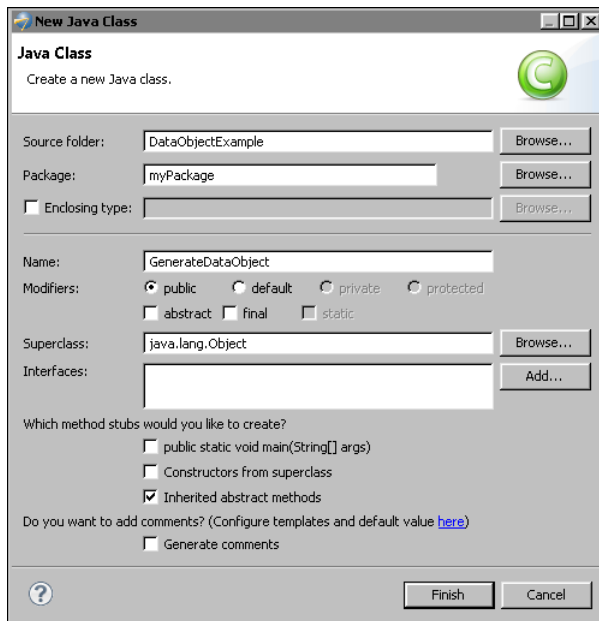 New Java Class
Java Class
Create a new Java class.
C
Source folder: DataObjectExample Browse...
Package: myPackage Browse...
Enclosing type: Browse...
Name: GenerateDataObject
Modifiers: public default private protected
abstract final static
Superclass: java.lang.Object Browse...
Interfaces: Add...
Which method stubs would you like to create?
public static void main(String[] args)
Constructors from superclass
Inherited abstract methods
Do you want to add comments? (Configure templates and default value here)
Generate comments
? Finish Cancel